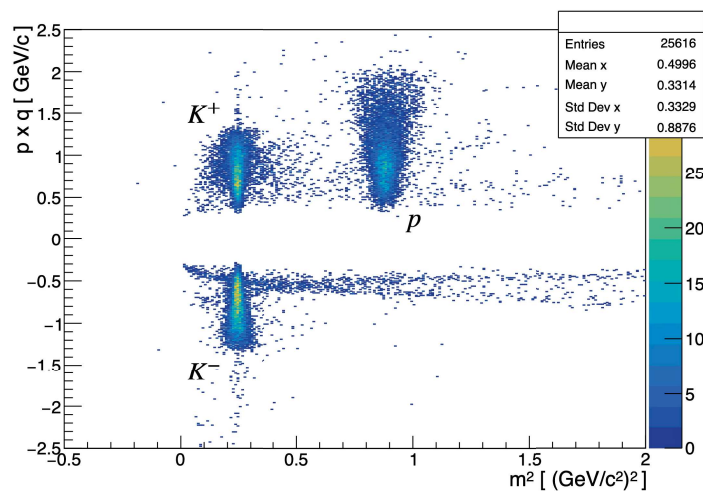 p x q [ GeV/c]
2.5
2
1.5
1
0.5
0
−0.5
−1
−1.5
−2
−2.5
K⁺
p
K⁻
Entries 25616
Mean x 0.4996
Mean y 0.3314
Std Dev x 0.3329
Std Dev y 0.8876
25
20
15
10
5
0
−0.5 0 0.5 1 1.5 2
m² [ (GeV/c²)²]